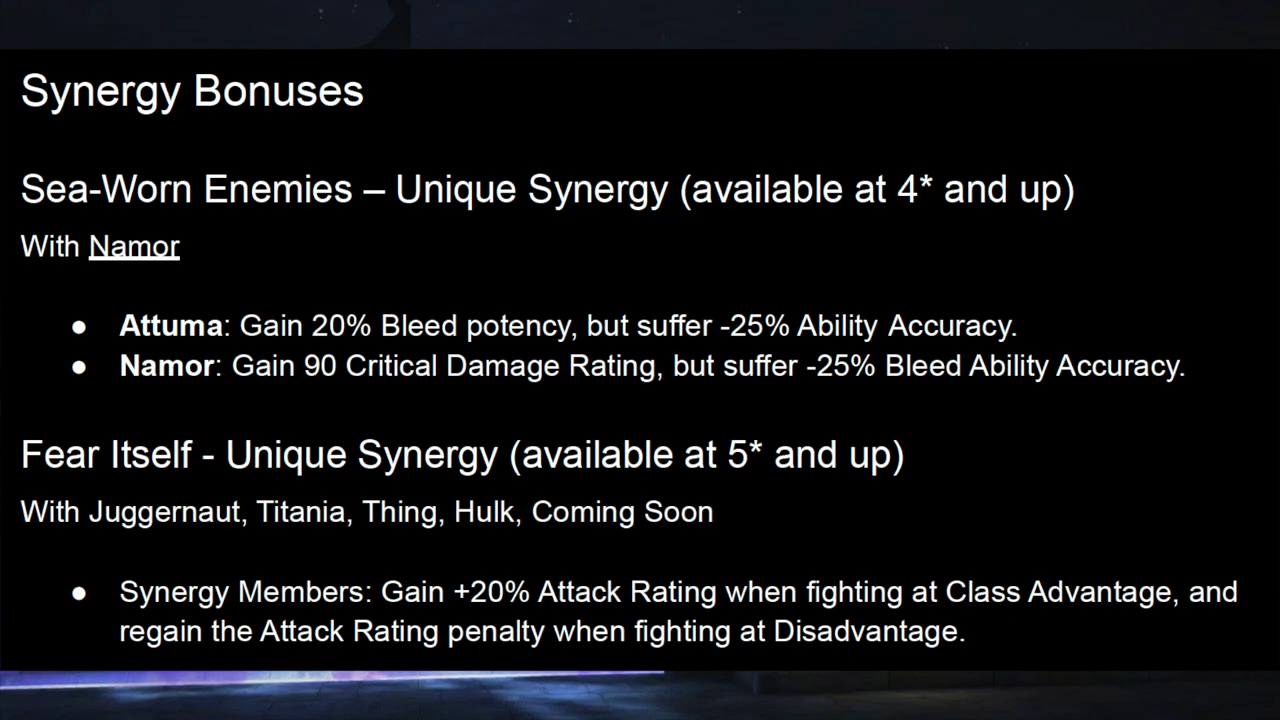 Synergy Bonuses
Sea-Worn Enemies – Unique Synergy (available at 4* and up)
With Namor
● Attuma: Gain 20% Bleed potency, but suffer -25% Ability Accuracy.
● Namor: Gain 90 Critical Damage Rating, but suffer -25% Bleed Ability Accuracy.
Fear Itself - Unique Synergy (available at 5* and up)
With Juggernaut, Titania, Thing, Hulk, Coming Soon
● Synergy Members: Gain +20% Attack Rating when fighting at Class Advantage, and
regain the Attack Rating penalty when fighting at Disadvantage.